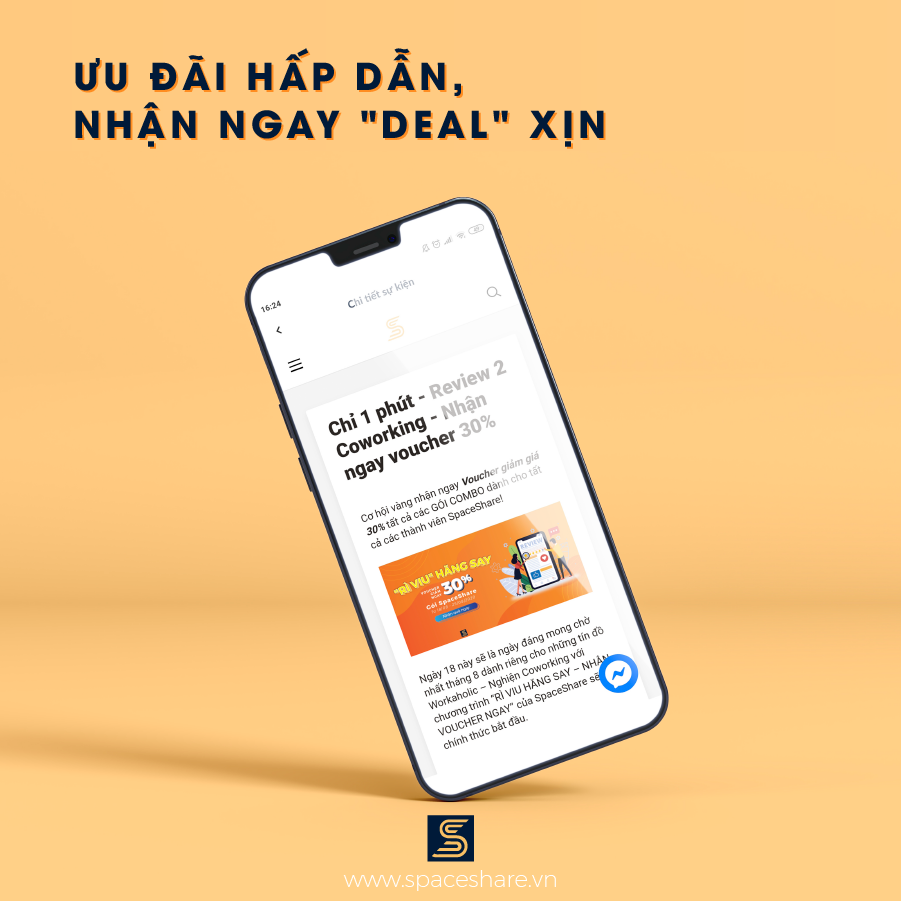 ƯU ĐÃI HẤP DẪN,
NHẬN NGAY "DEAL" XỊN
16:24
Chi tiết sự kiện
Chỉ 1 phút - Review 2
Coworking - Nhận
ngay voucher 30%
Cơ hội vàng nhận ngay Voucher giảm giá
30% tất cả các GÓI COMBO dành cho tất
cả các thành viên SpaceShare!
REVIEW
"RÌ VIU" HĂNG SAY
30%
Gói SpaceShare
Ngày 18 này sẽ là ngày đáng mong chờ
nhất tháng 8 dành riêng cho những tín đồ
Workaholic – Nghiện Coworking với
chương trình "RÌ VIU HĂNG SAY – NHẬN
VOUCHER NGAY" của SpaceShare sẽ
chính thức bắt đầu.
www.spaceshare.vn